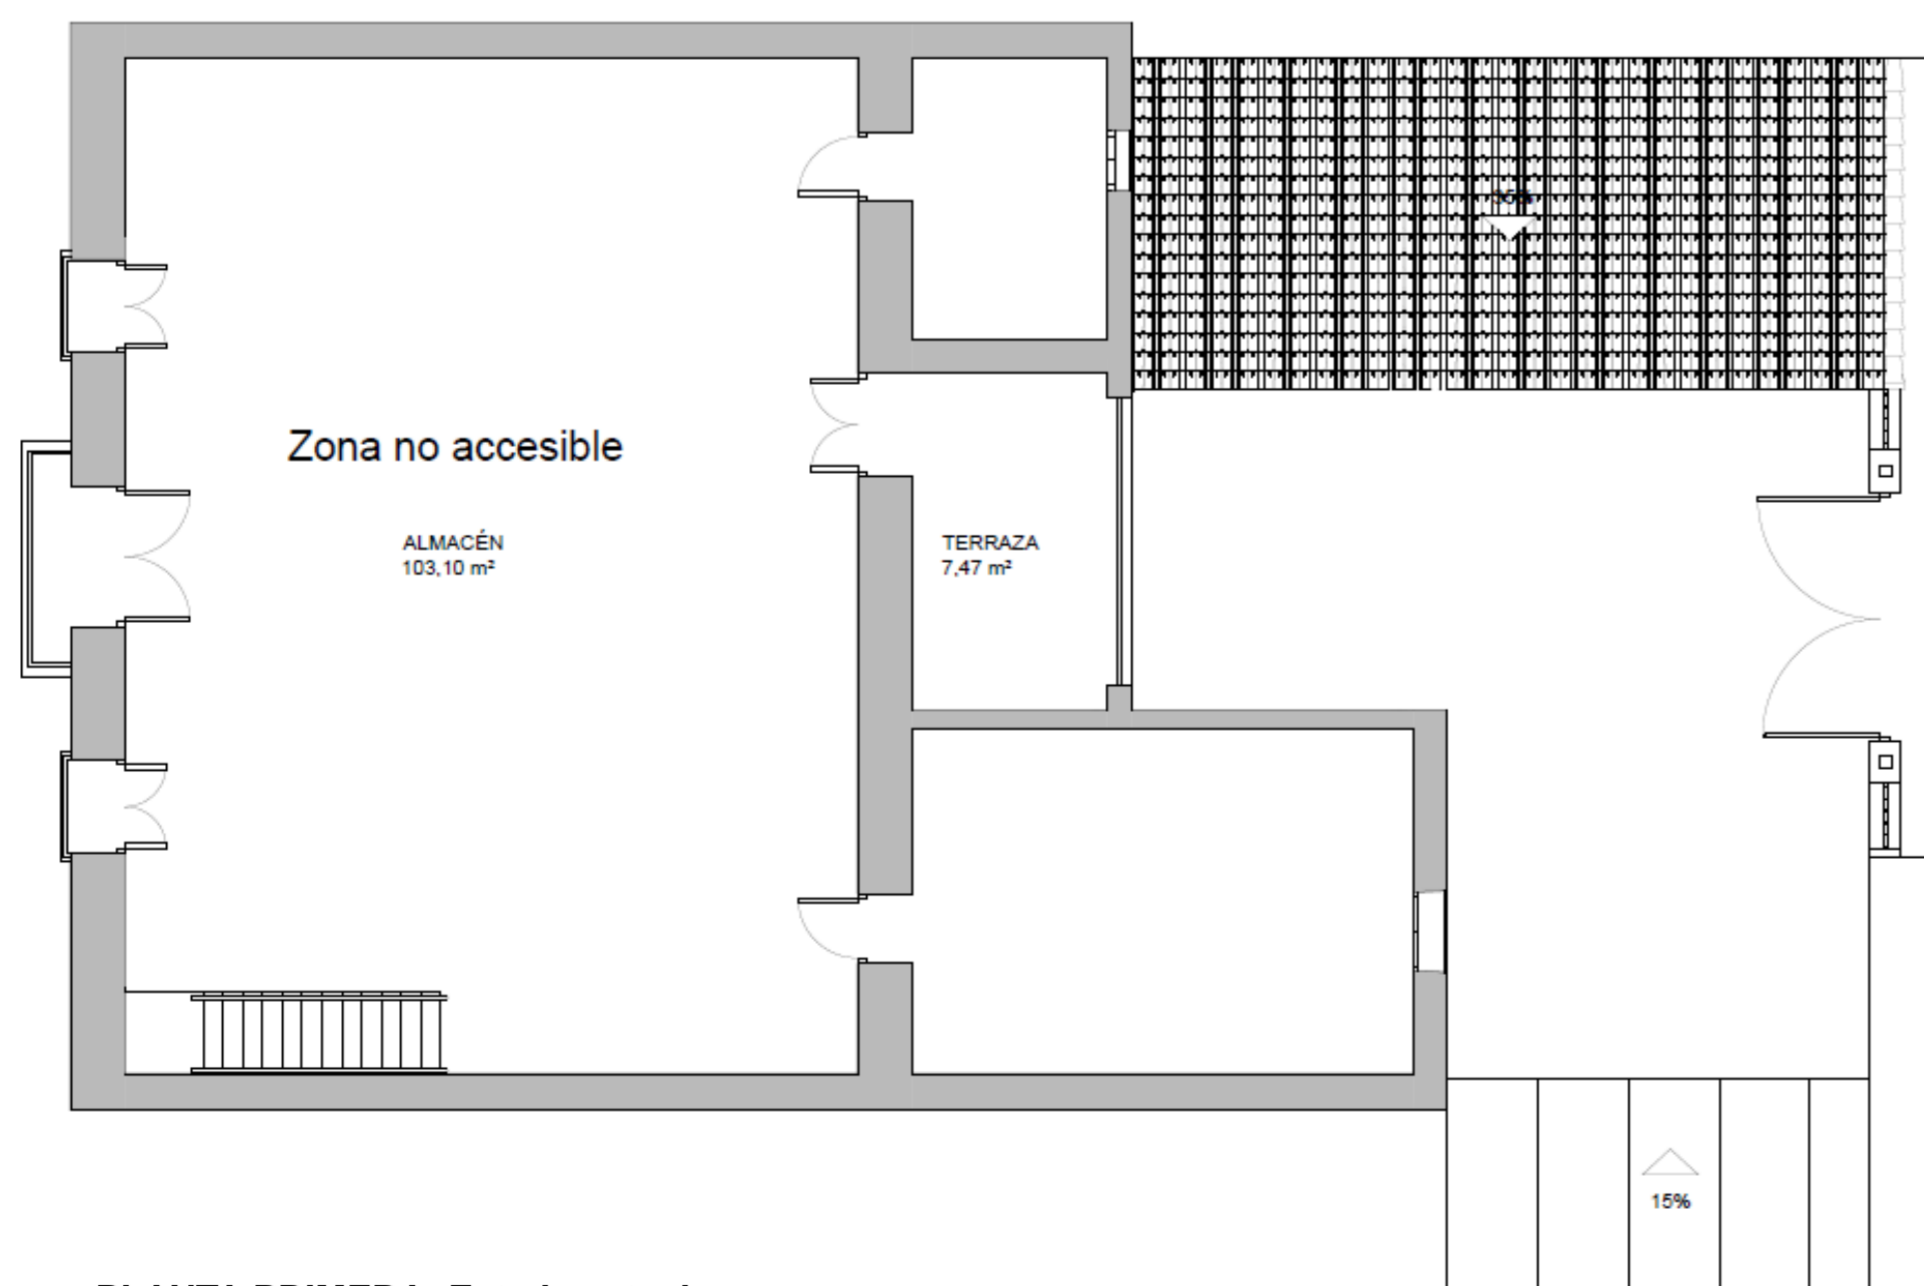 Zona no accesible
ALMACÉN
103,10 m²
TERRAZA
7,47 m²
15%